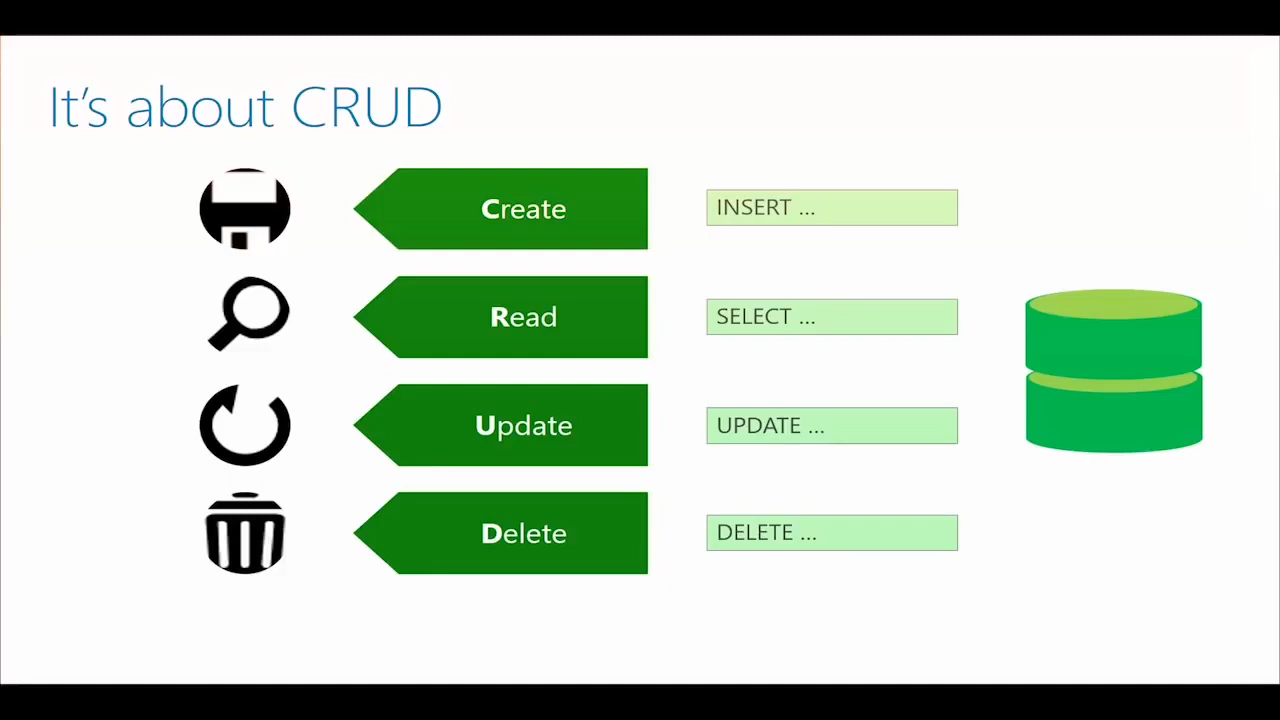 It's about CRUD
Create
INSERT ...
Read
SELECT ...
Update
UPDATE ...
Delete
DELETE ...